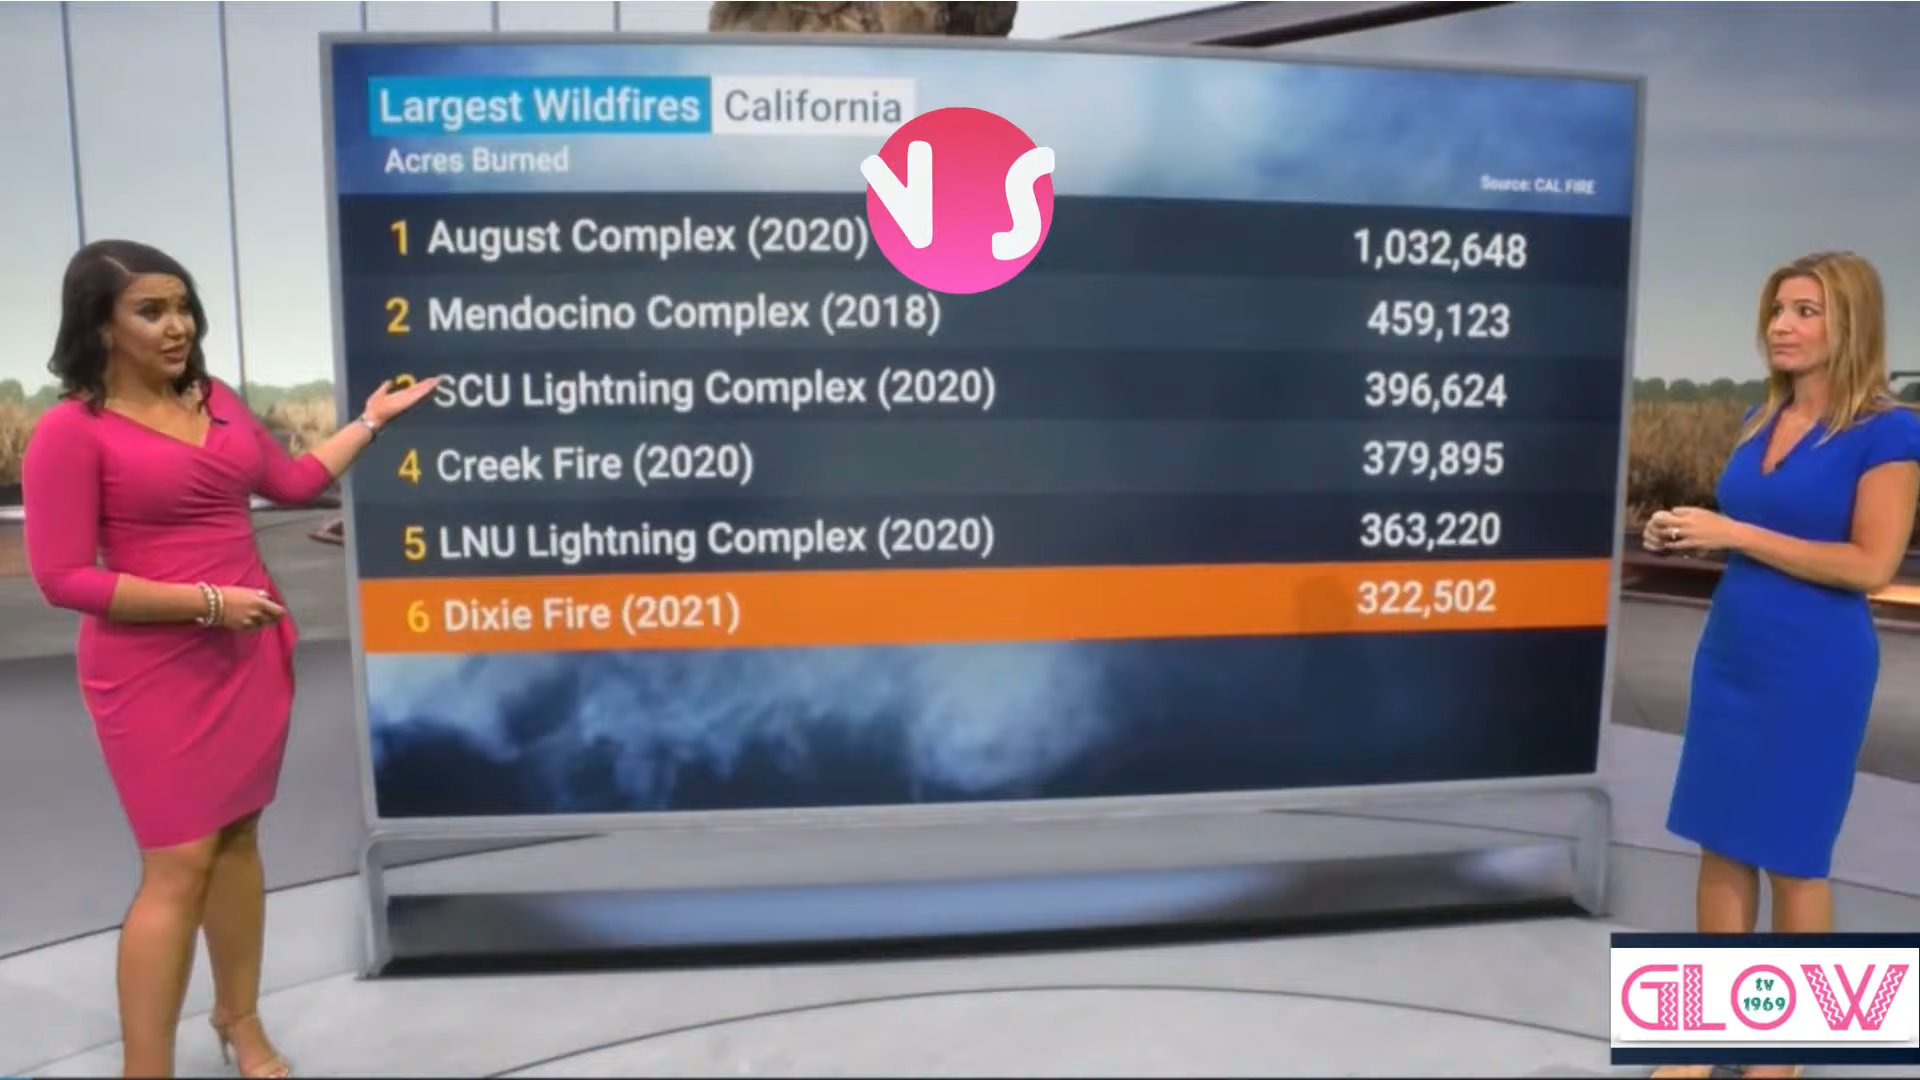 Largest Wildfires California
Acres Burned
Source: CAL FIRE
VS
1 August Complex (2020) 1,032,648
2 Mendocino Complex (2018) 459,123
3 SCU Lightning Complex (2020) 396,624
4 Creek Fire (2020) 379,895
5 LNU Lightning Complex (2020) 363,220
6 Dixie Fire (2021) 322,502
GLOW
tv
1969